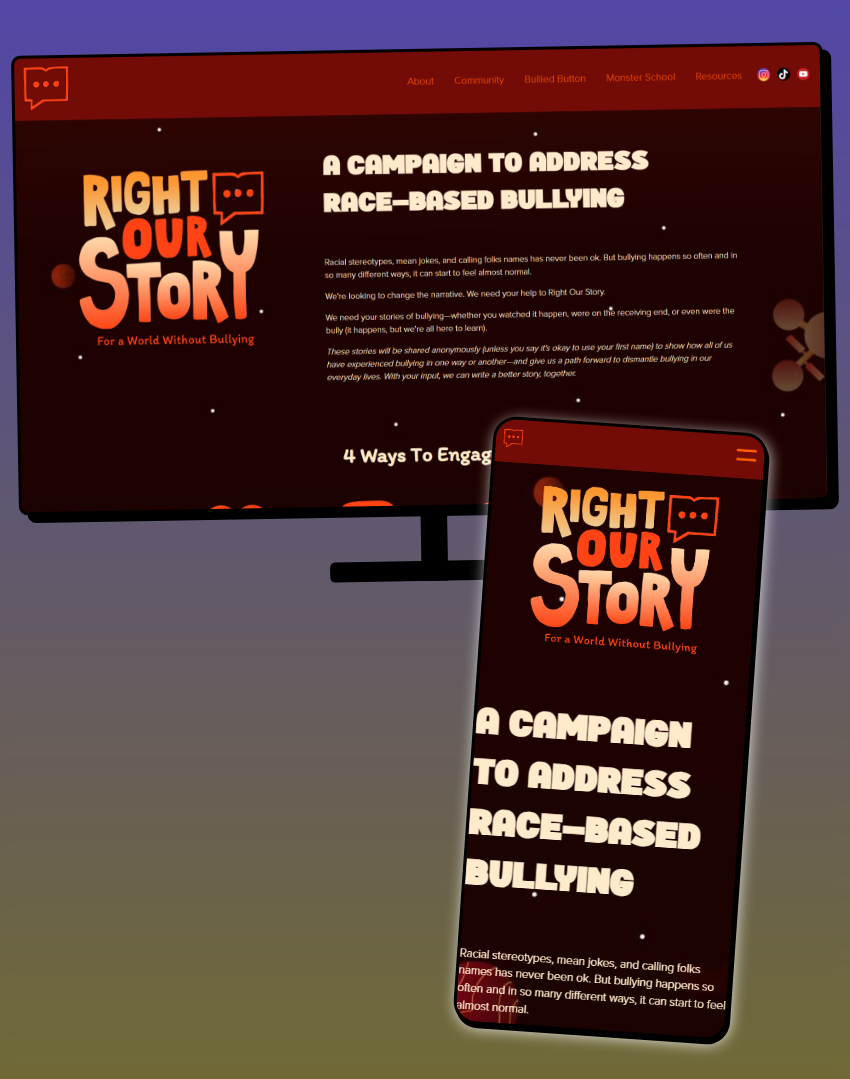 About Community Bullied Button Monster School Resources
RIGHT
OUR
STORY
For a World Without Bullying
A CAMPAIGN TO ADDRESS
RACE–BASED BULLYING
Racial stereotypes, mean jokes, and calling folks names has never been ok. But bullying happens so often and in
so many different ways, it can start to feel almost normal.
We're looking to change the narrative. We need your help to Right Our Story.
We need your stories of bullying—whether you watched it happen, were on the receiving end, or even were the
bully (it happens, but we're all here to learn).
These stories will be shared anonymously (unless you say it's okay to use your first name) to show how all of us
have experienced bullying in one way or another—and give us a path forward to dismantle bullying in our
everyday lives. With your input, we can write a better story, together.
4 Ways To Engag
RIGHT
OUR
STORY
For a World Without Bullying
A CAMPAIGN
TO ADDRESS
RACE–BASED
BULLYING
Racial stereotypes, mean jokes, and calling folks
names has never been ok. But bullying happens so
often and in so many different ways, it can start to feel
almost normal.